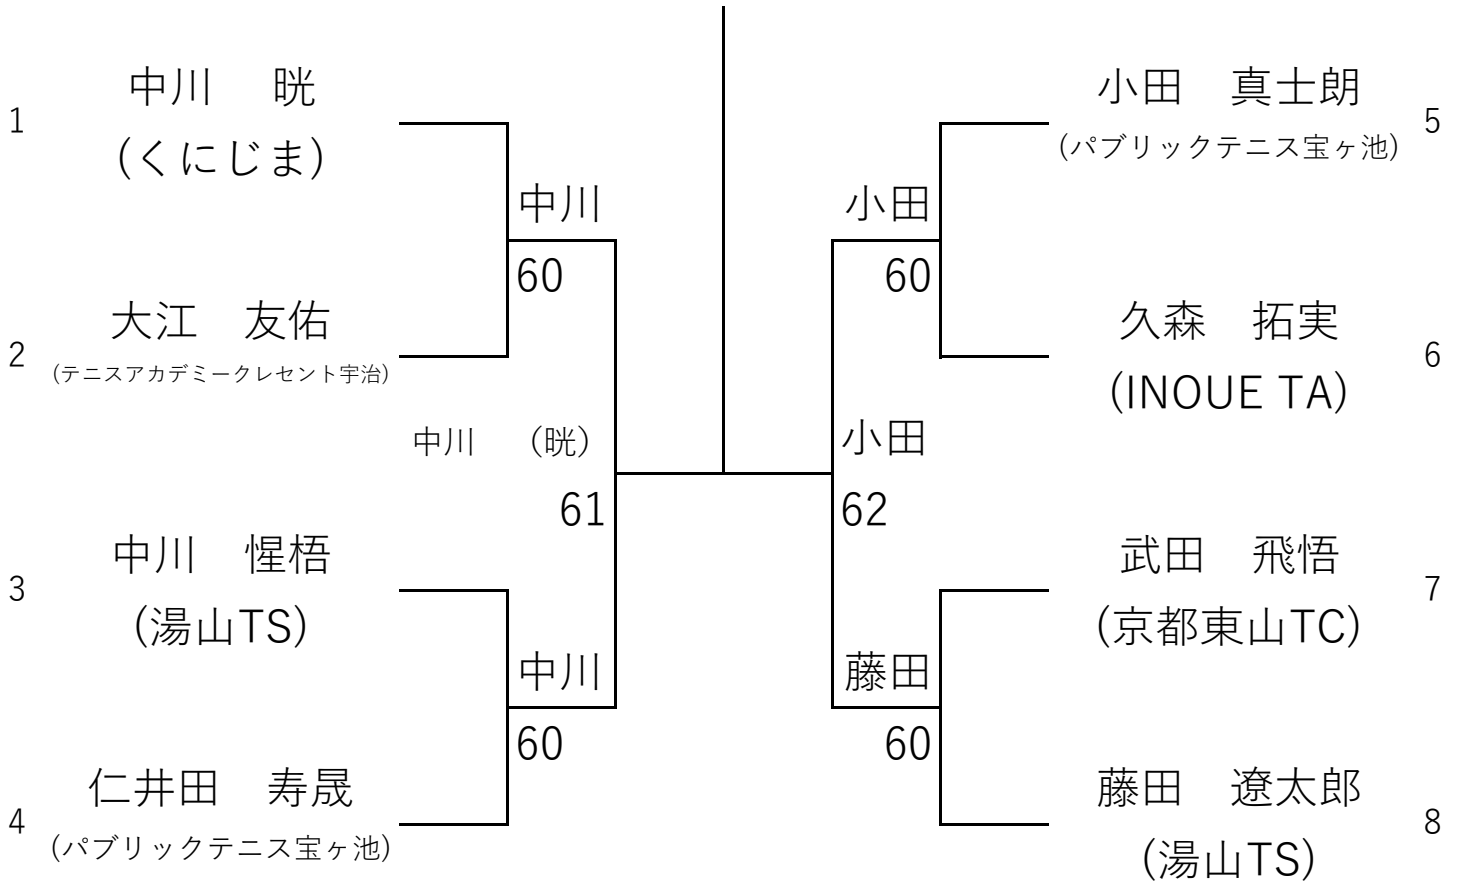 1
中川　晄
(くにじま)
中川
60
2
大江　友佑
(テニスアカデミークレセント宇治)
中川　（晄）
61
3
中川　惺梧
(湯山TS)
中川
60
4
仁井田　寿晟
(パブリックテニス宝ヶ池)
小田　真士朗
5
(パブリックテニス宝ヶ池)
小田
60
久森　拓実
6
(INOUE TA)
小田
62
武田　飛悟
7
(京都東山TC)
藤田
60
藤田　遼太郎
8
(湯山TS)